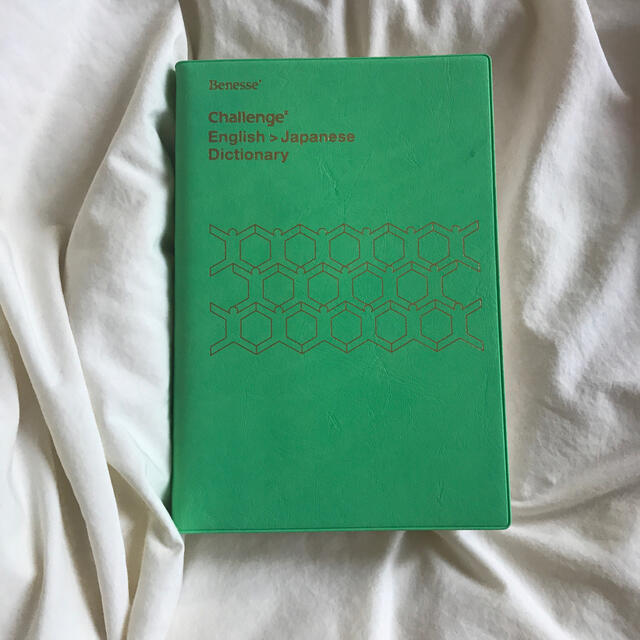 Benesse®
Challenge®
English > Japanese
Dictionary